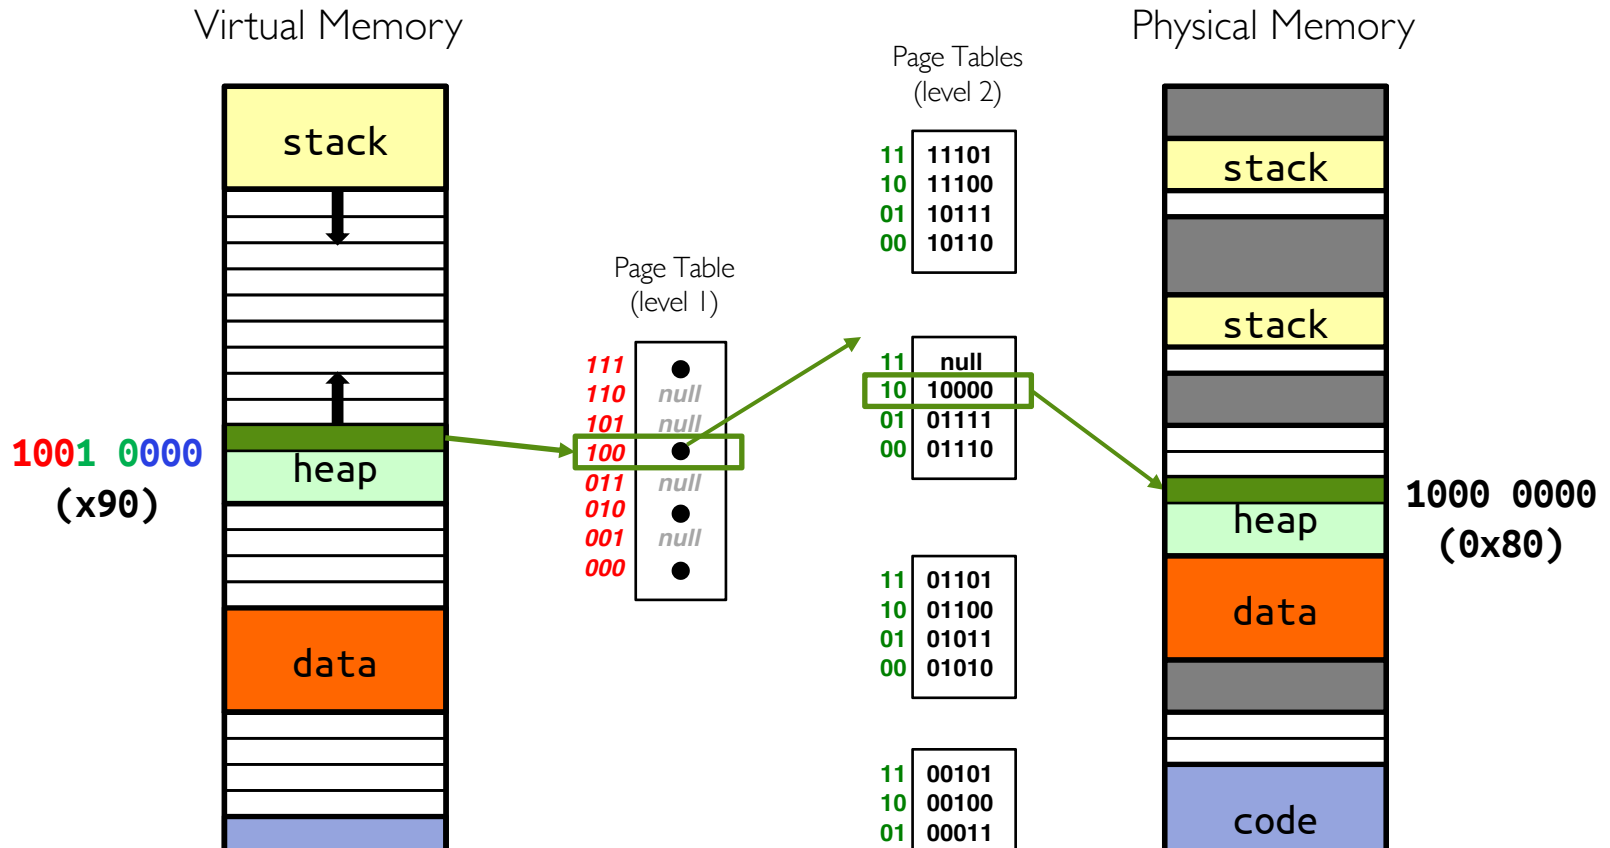 Virtual Memory
Physical Memory
Page Tables
(level 2)
stack
11 11101
10 11100
01 10111
00 10110
stack
Page Table
(level 1)
stack
111
110 null
101 null
100
011 null
010
001 null
000
11 null
10 10000
01 01111
00 01110
1001 0000
(x90)
heap
1000 0000
(0x80)
heap
11 01101
10 01100
01 01011
00 01010
data
data
11 00101
10 00100
01 00011
code